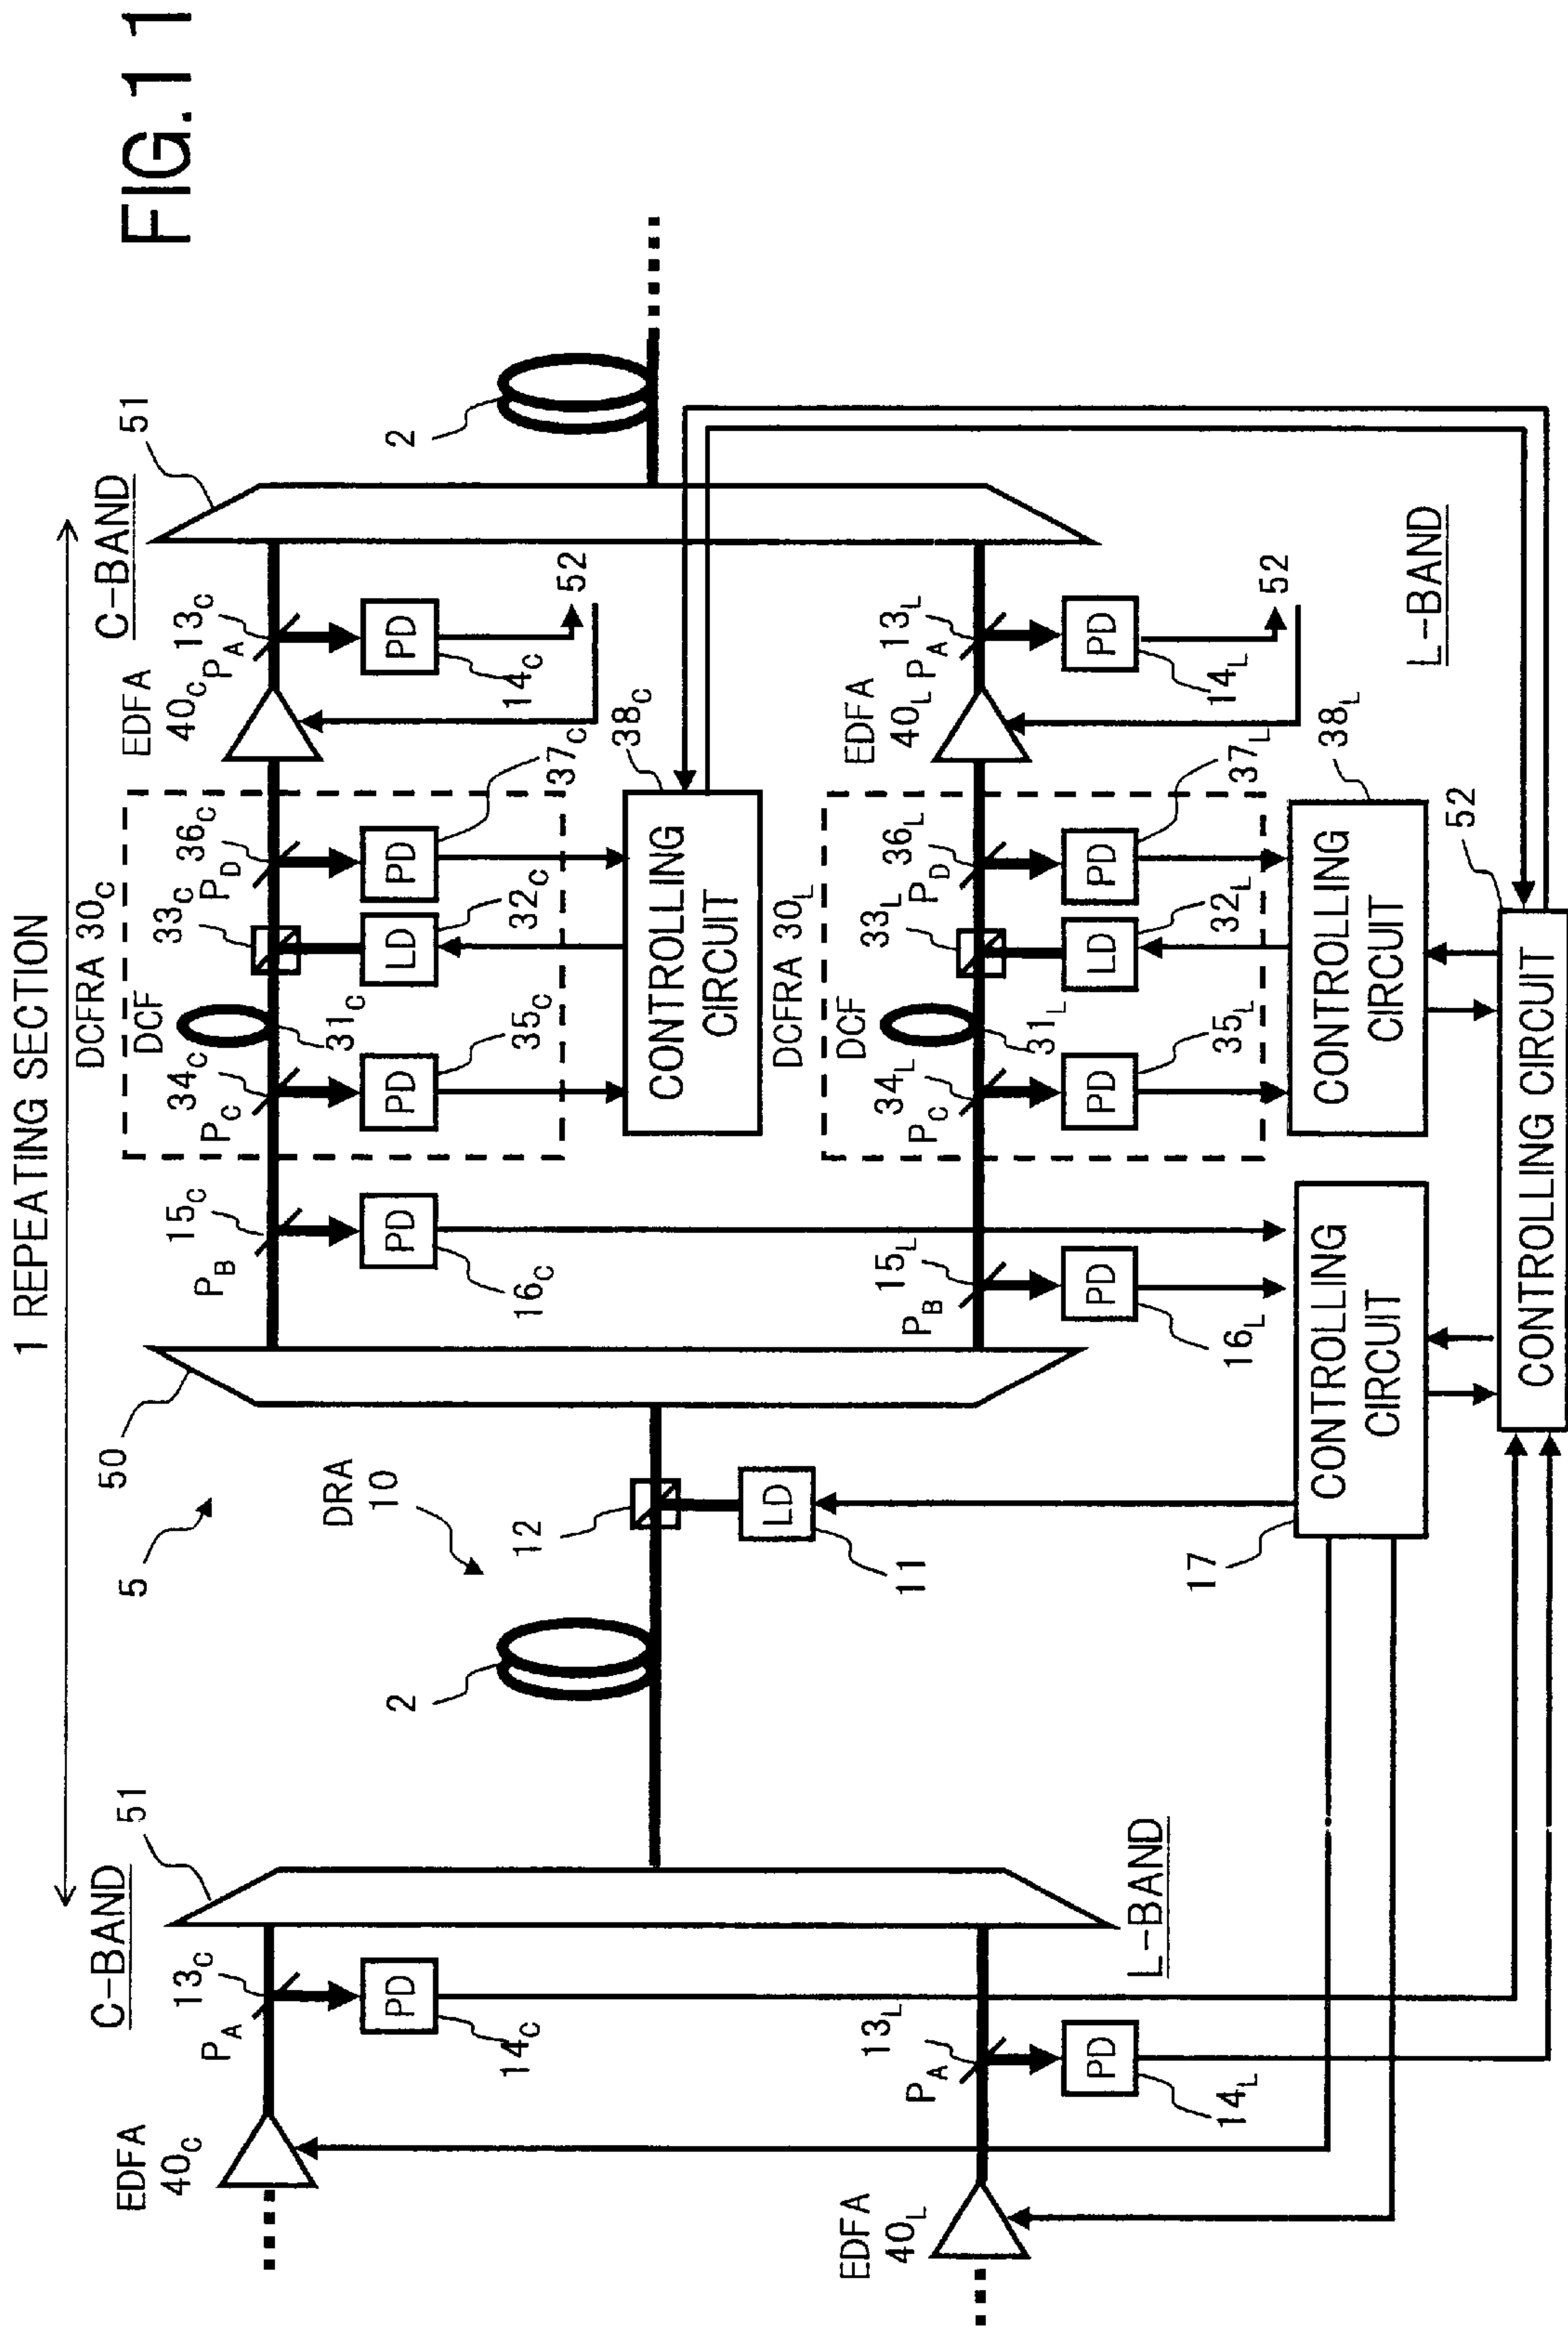 FIG.11
1 REPEATING SECTION
C-BAND
51
EDFA
40C
PA
13C
14C
PD
EDFA
40L
PA
13L
14L
PD
L-BAND
2
DRA
10
5
12
LD
11
50
17
CONTROLLING
CIRCUIT
PB
15C
PD
16C
PB
15L
PD
16L
DCFRA 30C
DCF
PC
34C
31C
33C
PD
36C
PD
35C
LD
32C
PD
37C
CONTROLLING
CIRCUIT
38C
EDFA
40C
PA
13C
PD
14C
52
C-BAND
51
2
DCFRA 30L
DCF
PC
34L
31L
33L
PD
36L
PD
35L
LD
32L
PD
37L
CONTROLLING
CIRCUIT
38L
EDFA
40L
PA
13L
PD
14L
52
L-BAND
CONTROLLING CIRCUIT
52